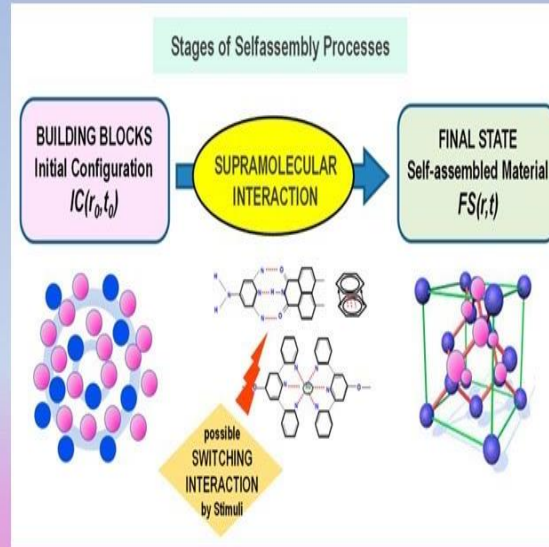 Stages of Selfassembly Processes
BUILDING BLOCKS
Initial Configuration
IC(r₀,t₀)
SUPRAMOLECULAR
INTERACTION
FINAL STATE
Self-assembled Material
FS(r,t)
possible
SWITCHING
INTERACTION
by Stimuli